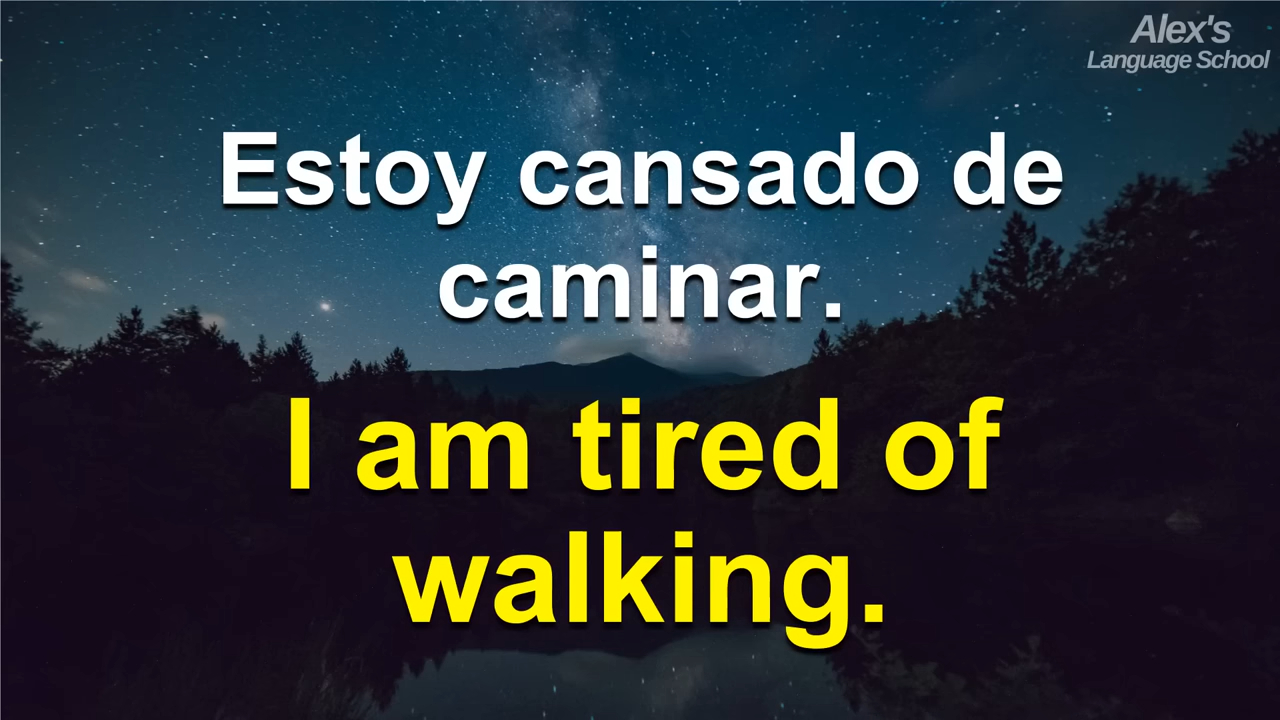 Alex's
Language School
Estoy cansado de
caminar.
I am tired of
walking.